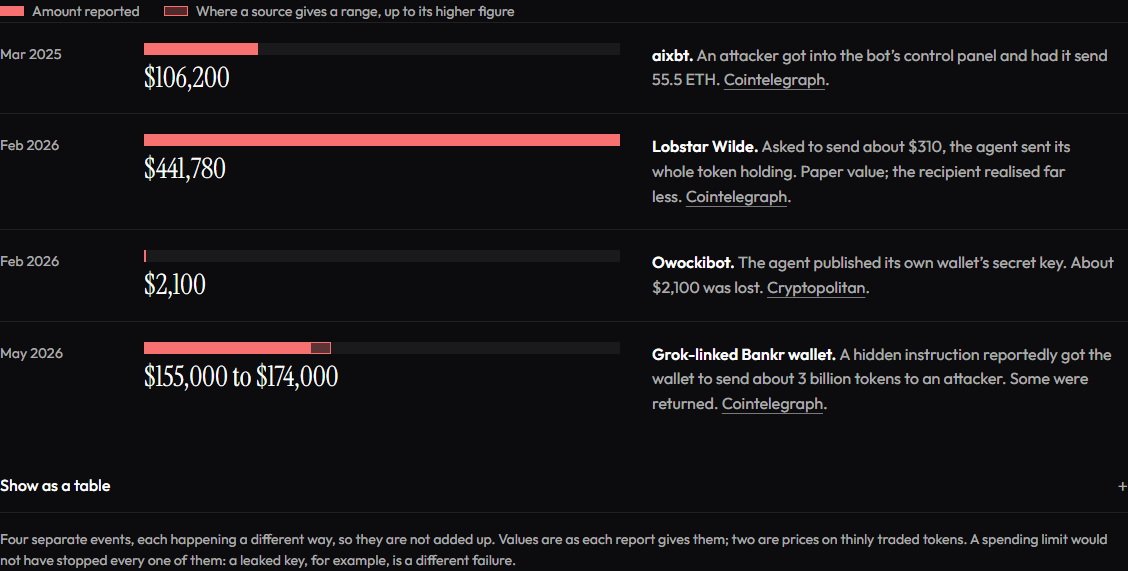 Amount reported
Where a source gives a range, up to its higher figure
Mar 2025
$106,200
aixbt. An attacker got into the bot’s control panel and had it send
55.5 ETH. Cointelegraph.
Feb 2026
$441,780
Lobstar Wilde. Asked to send about $310, the agent sent its
whole token holding. Paper value; the recipient realised far
less. Cointelegraph.
Feb 2026
$2,100
Owockibot. The agent published its own wallet’s secret key. About
$2,100 was lost. Cryptopolitan.
May 2026
$155,000 to $174,000
Grok-linked Bankr wallet. A hidden instruction reportedly got the
wallet to send about 3 billion tokens to an attacker. Some were
returned. Cointelegraph.
Show as a table
+
Four separate events, each happening a different way, so they are not added up. Values are as each report gives them; two are prices on thinly traded tokens. A spending limit would
not have stopped every one of them: a leaked key, for example, is a different failure.